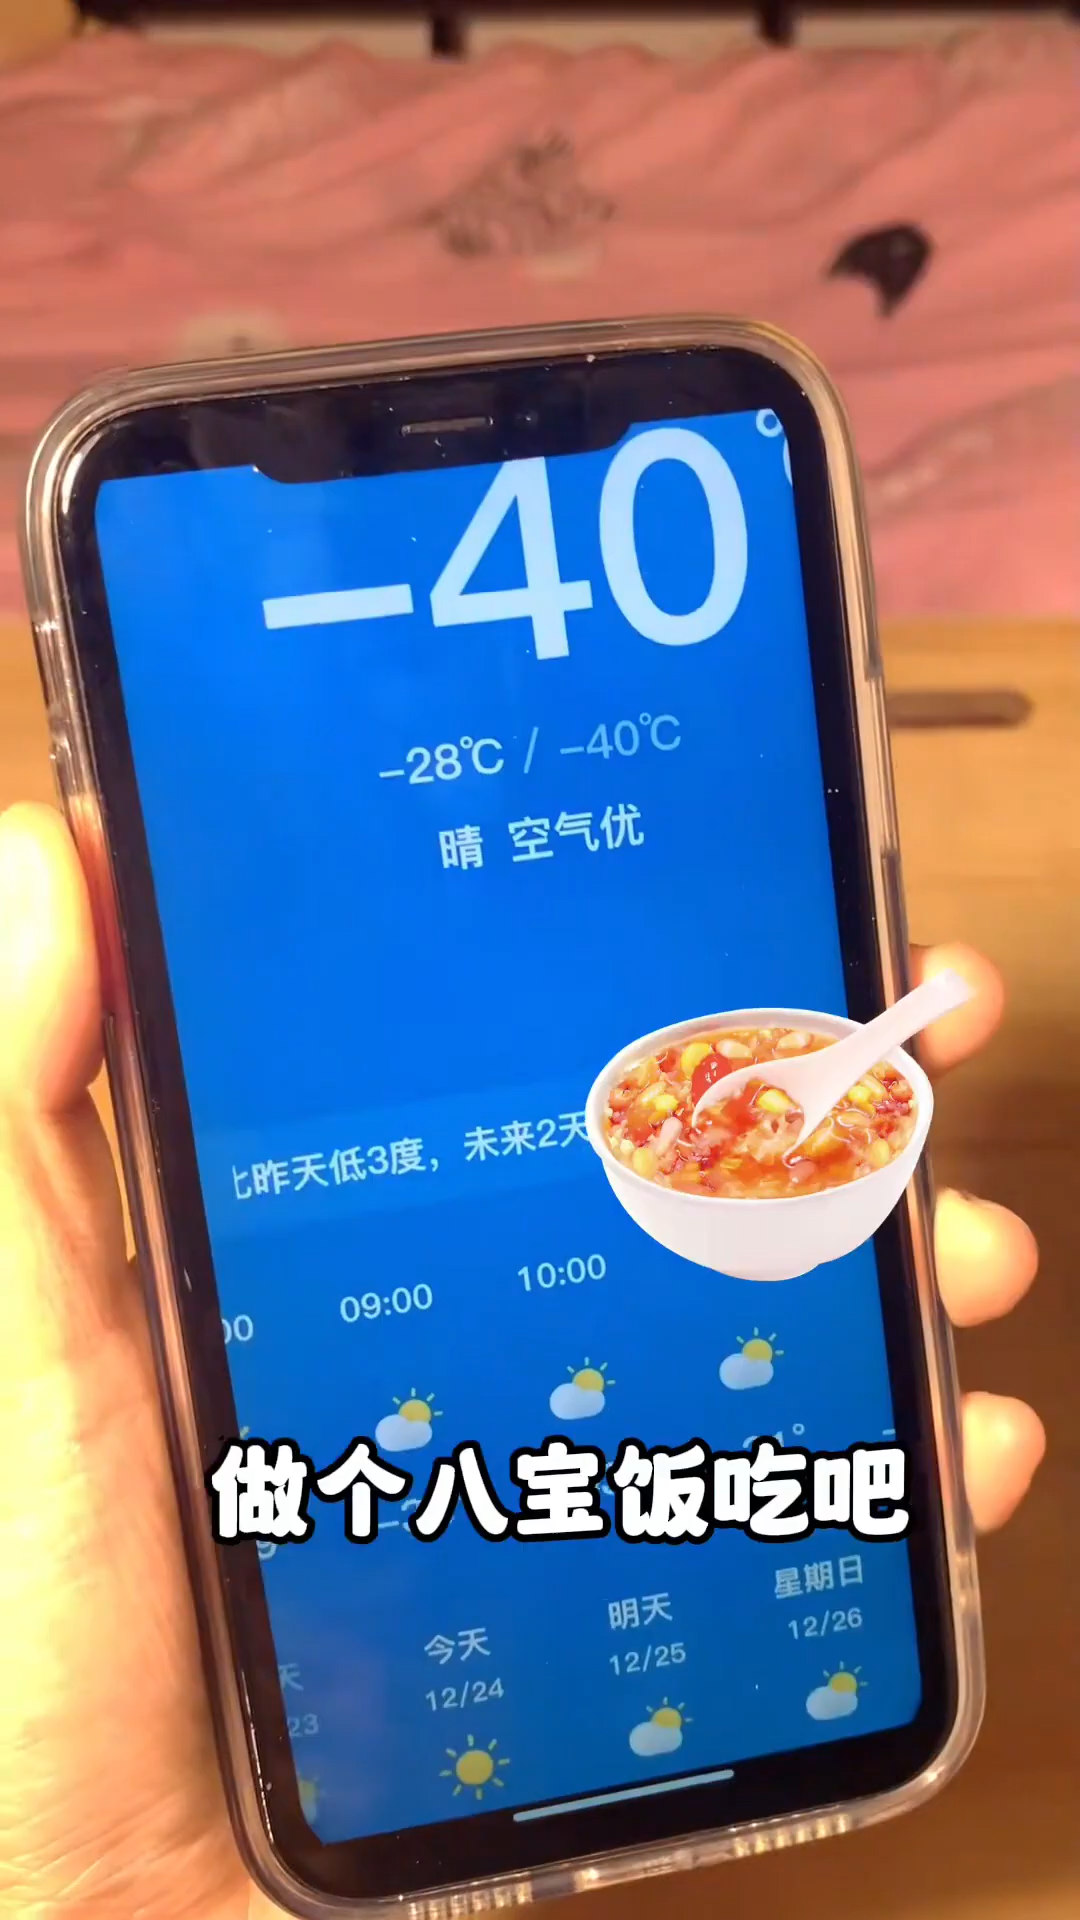 -40°
-28℃ / -40℃
晴 空气优
比昨天低3度，未来2天
00 09:00 10:00
做个八宝饭吃吧
今天 明天 星期日
23 12/24 12/25 12/26